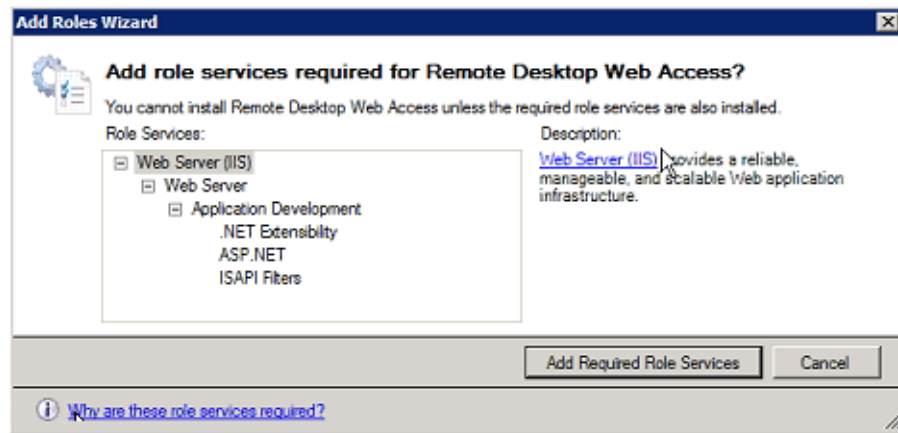 Add Roles Wizard
Add role services required for Remote Desktop Web Access?
You cannot install Remote Desktop Web Access unless the required role services are also installed.
Role Services:
Description:
Web Server (IIS)
Web Server
Application Development
.NET Extensibility
ASP.NET
ISAPI Filters
Web Server (IIS) provides a reliable,
manageable, and scalable Web application
infrastructure.
Add Required Role Services
Cancel
Why are these role services required?